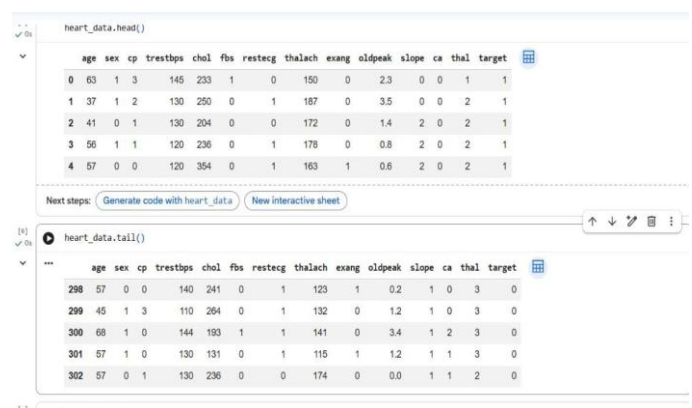 0s
heart_data.head()
age sex cp trestbps chol fbs restecg thalach exang oldpeak slope ca thal target
0 63 1 3 145 233 1 0 150 0 2.3 0 0 1 1
1 37 1 2 130 250 0 1 187 0 3.5 0 0 2 1
2 41 0 1 130 204 0 0 172 0 1.4 2 0 2 1
3 56 1 1 120 236 0 1 178 0 0.8 2 0 2 1
4 57 0 0 120 354 0 1 163 1 0.6 2 0 2 1
Next steps: Generate code with heart_data New interactive sheet
0s
heart_data.tail()
age sex cp trestbps chol fbs restecg thalach exang oldpeak slope ca thal target
298 57 0 0 140 241 0 1 123 1 0.2 1 0 3 0
299 45 1 3 110 264 0 1 132 0 1.2 1 0 3 0
300 68 1 0 144 193 1 1 141 0 3.4 1 2 3 0
301 57 1 0 130 131 0 1 115 1 1.2 1 1 3 0
302 57 0 1 130 236 0 0 174 0 0.0 1 1 2 0